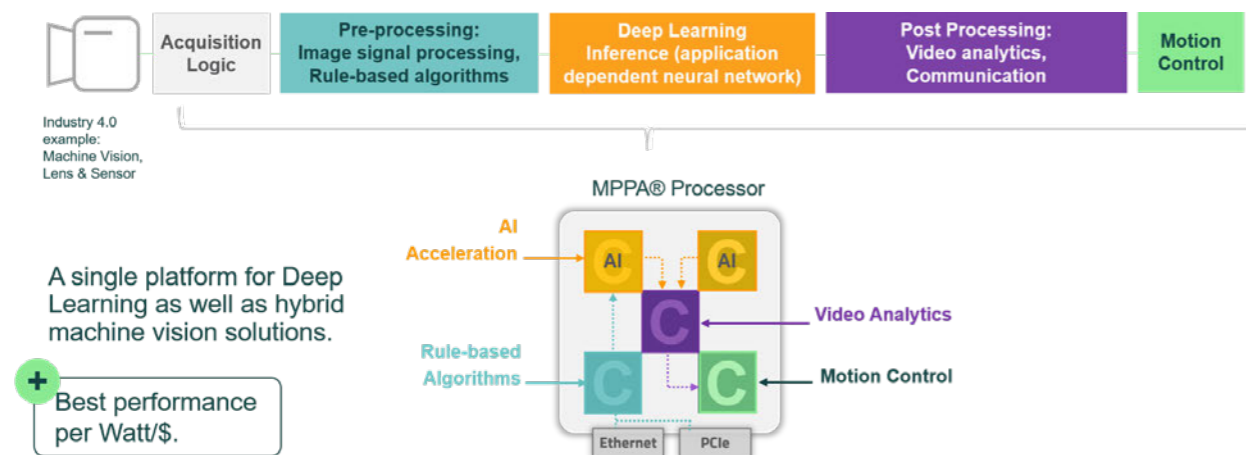 Acquisition
Logic
Pre-processing:
Image signal processing,
Rule-based algorithms
Deep Learning
Inference (application
dependent neural network)
Post Processing:
Video analytics,
Communication
Motion
Control
Industry 4.0
example:
Machine Vision,
Lens & Sensor
MPPA® Processor
AI
Acceleration
C
AI
C
AI
A single platform for Deep
Learning as well as hybrid
machine vision solutions.
C
Video Analytics
Rule-based
Algorithms
C
C
Motion Control
+
Best performance
per Watt/$.
Ethernet
PCIe